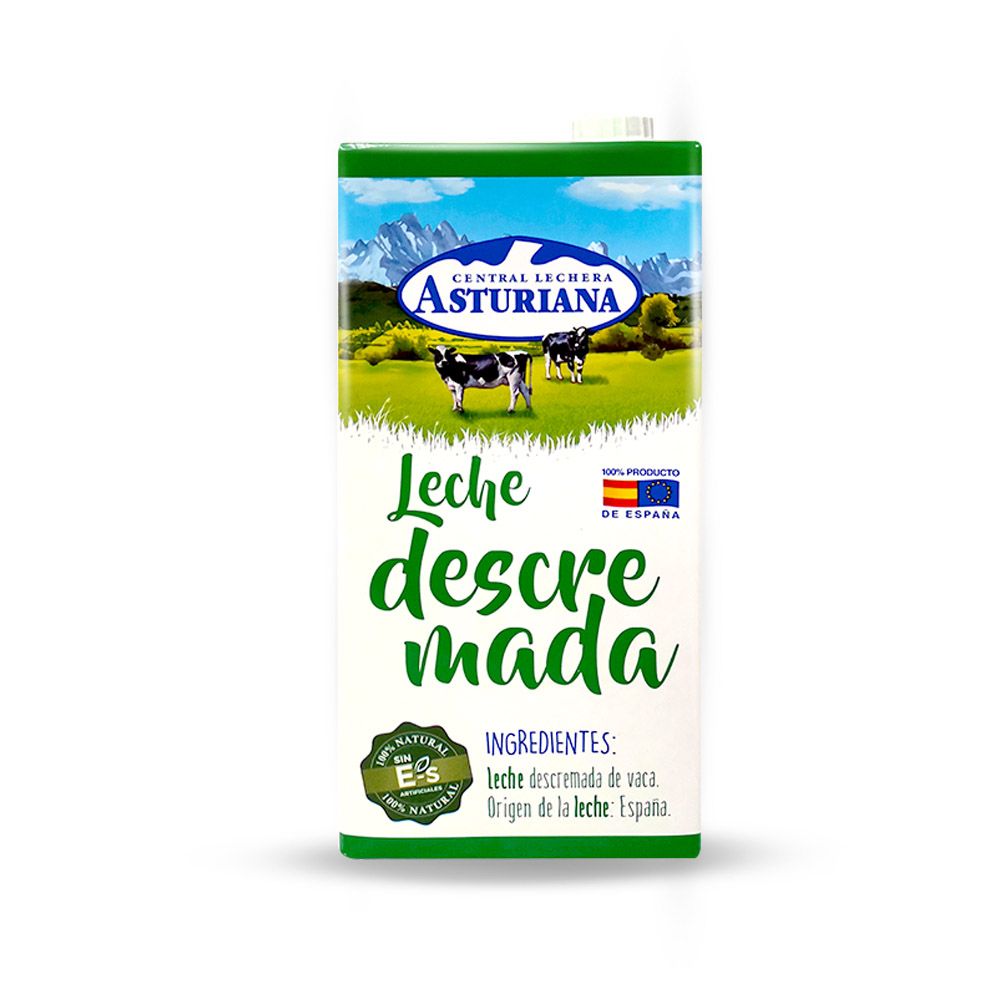 CENTRAL LECHERA
ASTURIANA
Leche
descre
mada
100% PRODUCTO
DE ESPAÑA
100% NATURAL
SIN
E-s
ARTIFICIALES
100% NATURAL
INGREDIENTES:
Leche descremada de vaca.
Origen de la leche: España.